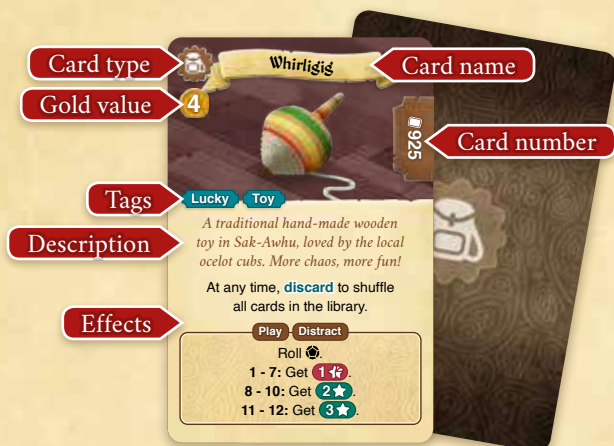 Card type
Whirligig
Card name
Gold value
4
925
Card number
Tags
Lucky Toy
Description
A traditional hand-made wooden
toy in Sak-Awhu, loved by the local
ocelot cubs. More chaos, more fun!
At any time, discard to shuffle
all cards in the library.
Effects
Play Distract
Roll .
1 - 7: Get 1 .
8 - 10: Get 2 .
11 - 12: Get 3 .